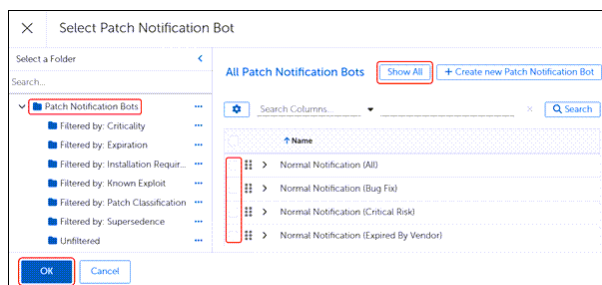 Select Patch Notification Bot
Select a Folder
Search...
Patch Notification Bots
Filtered by: Criticality
Filtered by: Expiration
Filtered by: Installation Requir...
Filtered by: Known Exploit
Filtered by: Patch Classification
Filtered by: Supersedence
Unfiltered
OK
Cancel
All Patch Notification Bots
Show All
+ Create new Patch Notification Bot
Search Columns...
Search
Name
Normal Notification (All)
Normal Notification (Bug Fix)
Normal Notification (Critical Risk)
Normal Notification (Expired By Vendor)